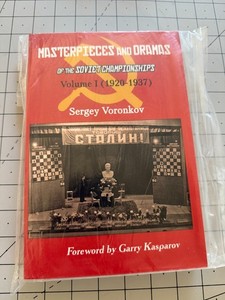 MASTERPIECES AND DRAMAS
OF THE SOVIET CHAMPIONSHIPS
Volume I (1920-1937)
Sergey Voronkov
СТАЛИН!
Foreword by Garry Kasparov